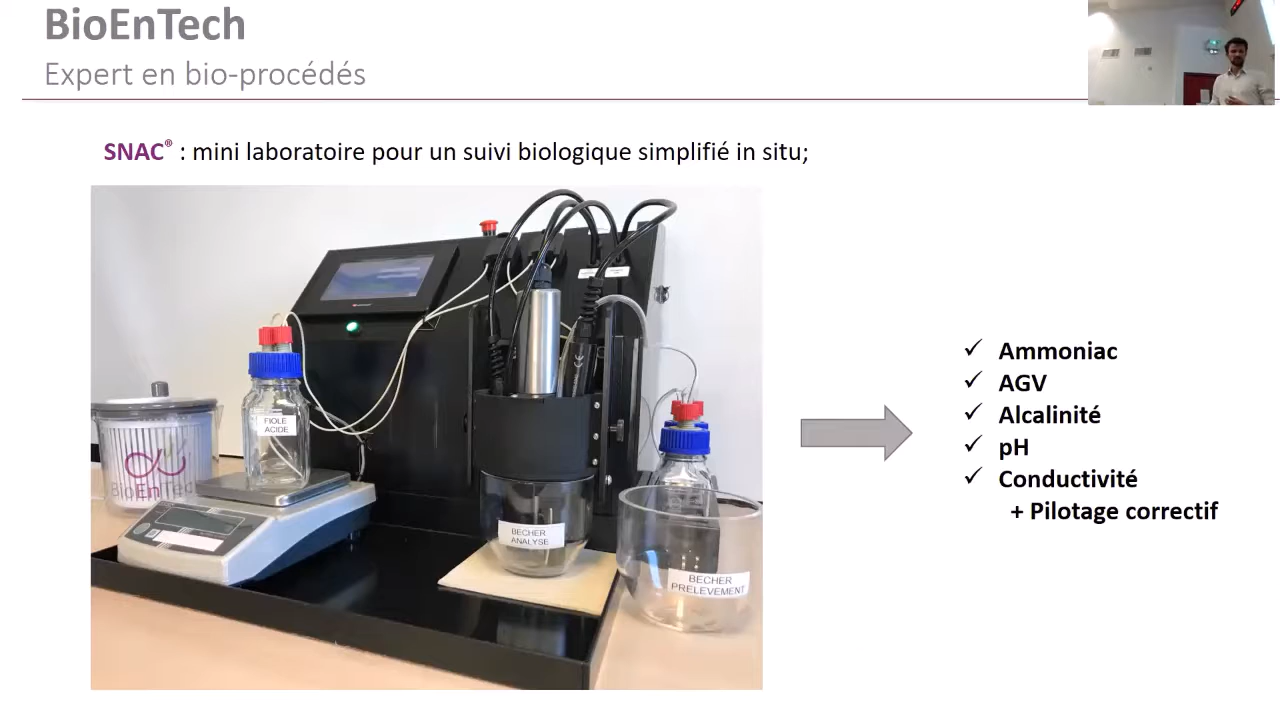 BioEnTech
Expert en bio-procédés
SNAC® : mini laboratoire pour un suivi biologique simplifié in situ;
FIOLE
ACIDE
BioEnTech
BECHER
ANALYSE
BECHER
PRELEVEMENT
✓ Ammoniac
✓ AGV
✓ Alcalinité
✓ pH
✓ Conductivité
+ Pilotage correctif